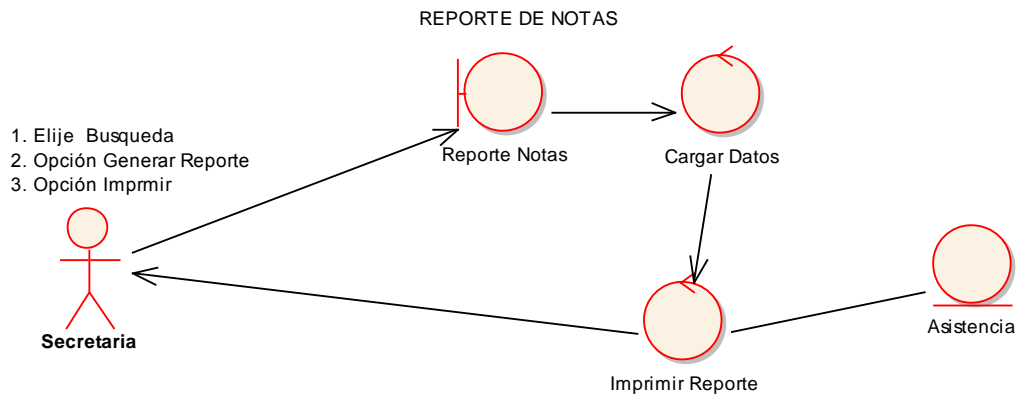 REPORTE DE NOTAS
1. Elije Busqueda
2. Opción Generar Reporte
3. Opción Imprmir
Reporte Notas
Cargar Datos
Secretaria
Asistencia
Imprimir Reporte